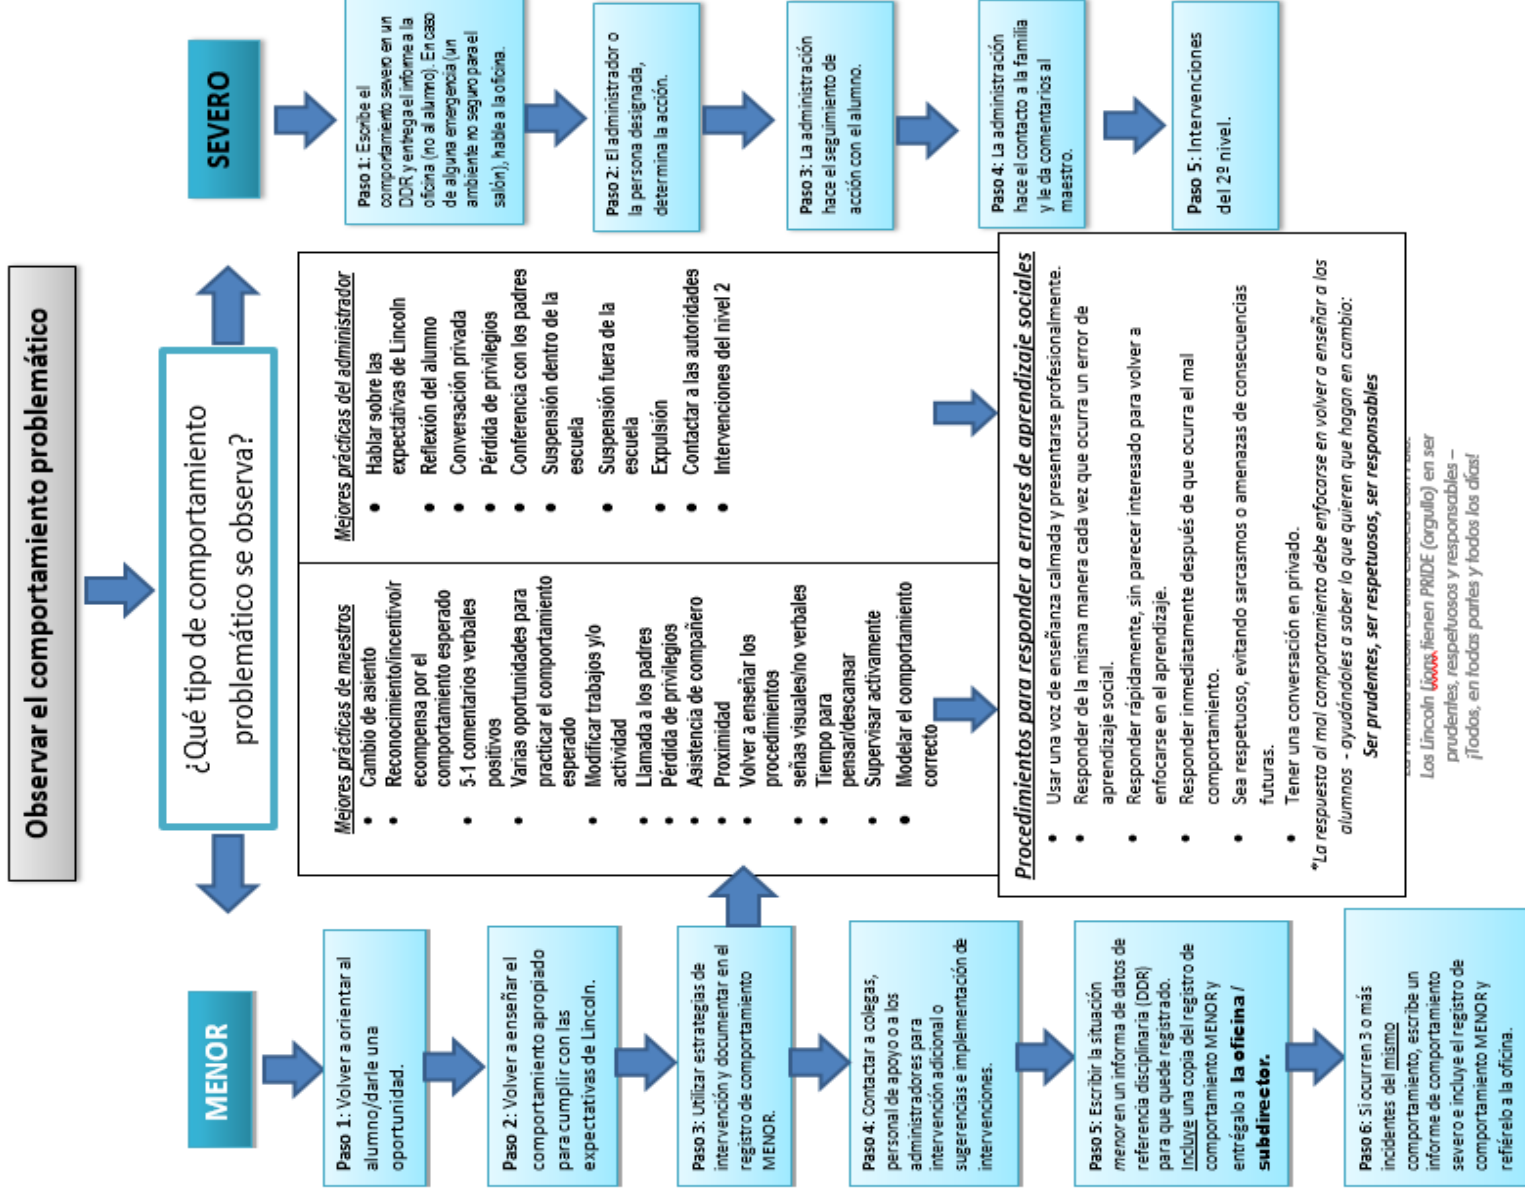 Observar el comportamiento problemático
¿Qué tipo de comportamiento
problemático se observa?
MENOR
Paso 1: Volver a orientar al
alumno/darle una
oportunidad.
Paso 2: Volver a enseñar el
comportamiento apropiado
para cumplir con las
expectativas de Lincoln.
Paso 3: Utilizar estrategias de
intervención y documentar en el
registro de comportamiento
MENOR.
Paso 4: Contactar a colegas,
personal de apoyo o a los
administradores para
intervención adicional o
sugerencias e implementación de
intervenciones.
Paso 5: Escribir la situación
menor en un informa de datos de
referencia disciplinaria (DDR)
para que quede registrado.
Incluye una copia del registro de
comportamiento MENOR y
entrégalo a la oficina /
subdirector.
Paso 6: Si ocurren 3 o más
incidentes del mismo
comportamiento, escribe un
informe de comportamiento
severo e incluye el registro de
comportamiento MENOR y
refiérelo a la oficina.
Mejores prácticas de maestros
• Cambio de asiento
• Reconocimiento/incentivo/r
ecompensa por el
comportamiento esperado
• 5-1 comentarios verbales
positivos
• Varias oportunidades para
practicar el comportamiento
esperado
• Modificar trabajos y/o
actividad
• Llamada a los padres
• Pérdida de privilegios
• Asistencia de compañero
• Proximidad
• Volver a enseñar los
procedimientos
• señas visuales/no verbales
• Tiempo para
pensar/descansar
• Supervisar activamente
• Modelar el comportamiento
correcto
Mejores prácticas del administrador
• Hablar sobre las
expectativas de Lincoln
• Reflexión del alumno
• Conversación privada
• Pérdida de privilegios
• Conferencia con los padres
• Suspensión dentro de la
escuela
• Suspensión fuera de la
escuela
• Expulsión
• Contactar a las autoridades
• Intervenciones del nivel 2
Procedimientos para responder a errores de aprendizaje sociales
• Usar una voz de enseñanza calmada y presentarse profesionalmente.
• Responder de la misma manera cada vez que ocurra un error de
aprendizaje social.
• Responder rápidamente, sin parecer interesado para volver a
enfocarse en el aprendizaje.
• Responder inmediatamente después de que ocurra el mal
comportamiento.
• Sea respetuoso, evitando sarcasmos o amenazas de consecuencias
futuras.
• Tener una conversación en privado.
*La respuesta al mal comportamiento debe enfocarse en volver a enseñar a los
alumnos - ayudándoles a saber lo que quieren que hagan en cambio:
Ser prudentes, ser respetuosos, ser responsables
Los Lincoln Lions tienen PRIDE (orgullo) en ser
prudentes, respetuosos y responsables –
¡Todos, en todas partes y todos los días!
SEVERO
Paso 1: Escribe el
comportamiento severo en un
DDR y entrega el informe a la
oficina (no al alumno). En caso
de alguna emergencia (un
ambiente no seguro para el
salón), hable a la oficina.
Paso 2: El administrador o
la persona designada,
determina la acción.
Paso 3: La administración
hace el seguimiento de
acción con el alumno.
Paso 4: La administración
hace el contacto a la familia
y le da comentarios al
maestro.
Paso 5: Intervenciones
del 2º nivel.